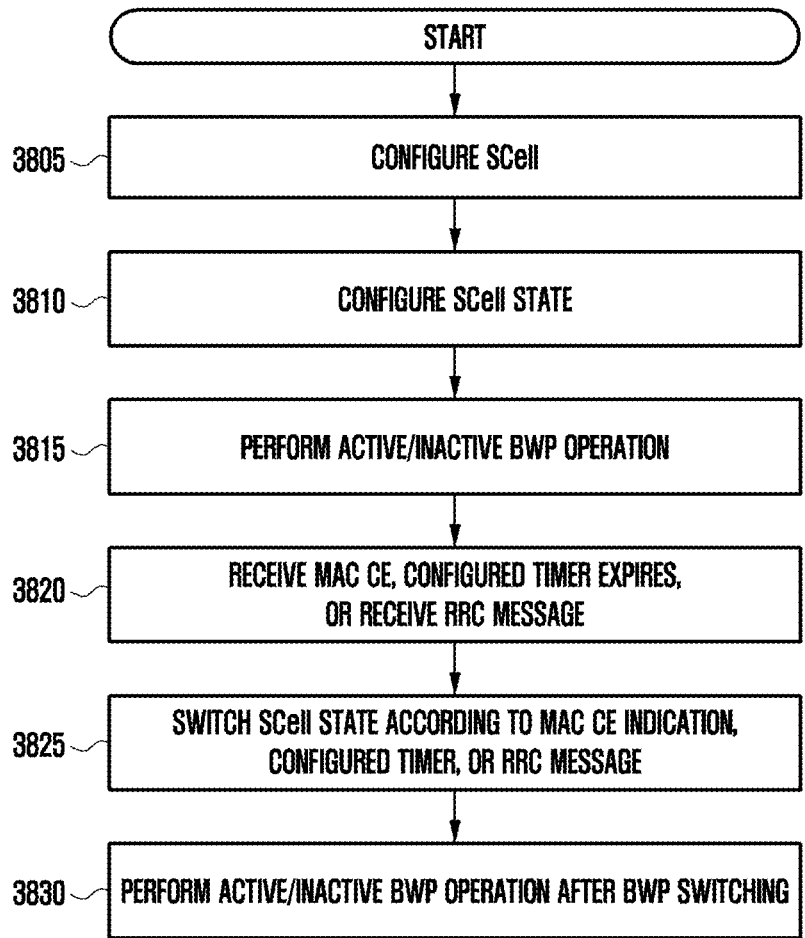 START
3805
CONFIGURE SCell
3810
CONFIGURE SCell STATE
3815
PERFORM ACTIVE/INACTIVE BWP OPERATION
3820
RECEIVE MAC CE, CONFIGURED TIMER EXPIRES,
OR RECEIVE RRC MESSAGE
3825
SWITCH SCell STATE ACCORDING TO MAC CE INDICATION,
CONFIGURED TIMER, OR RRC MESSAGE
3830
PERFORM ACTIVE/INACTIVE BWP OPERATION AFTER BWP SWITCHING